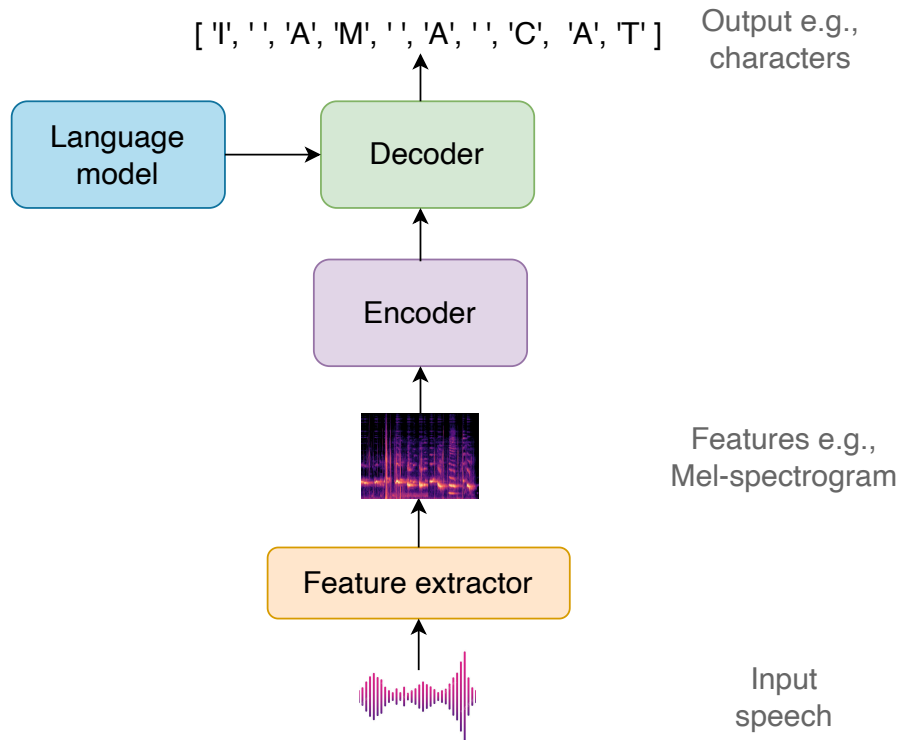 [ 'I', ' ', 'A', 'M', ' ', 'A', ' ', 'C', 'A', 'T' ]
Output e.g.,
characters
Language
model
Decoder
Encoder
Features e.g.,
Mel-spectrogram
Feature extractor
Input
speech